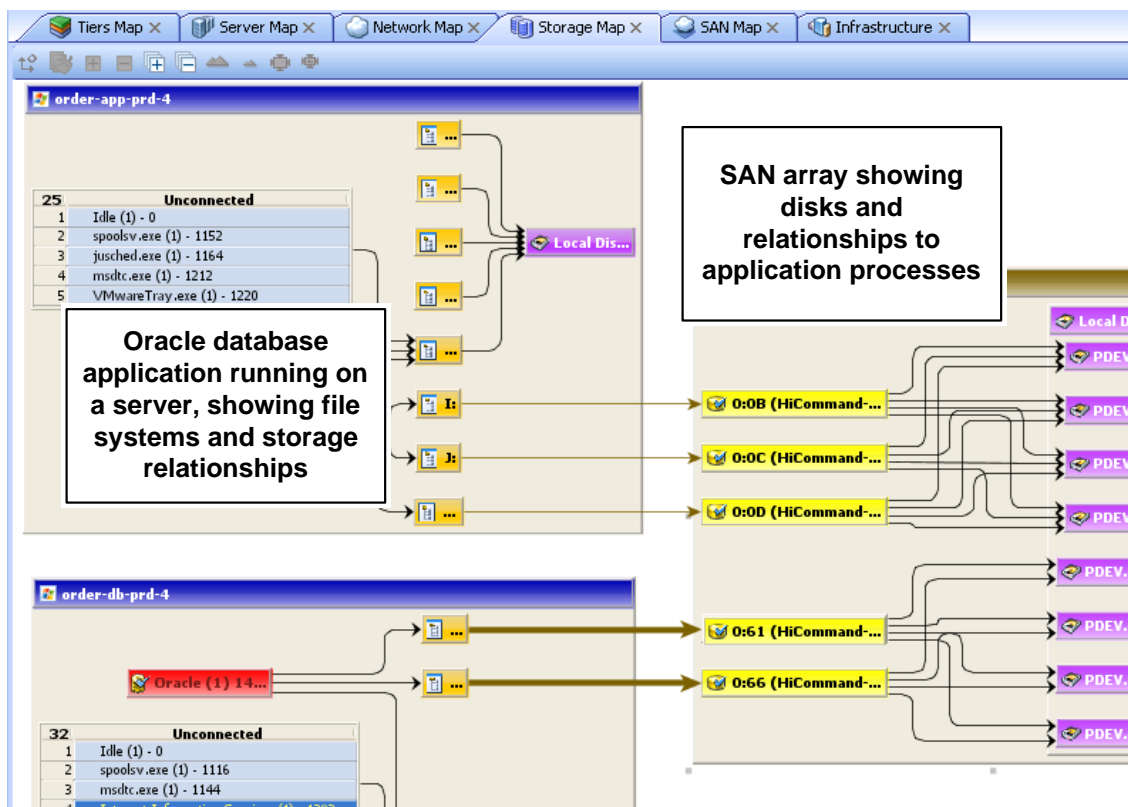 Tiers Map
Server Map
Network Map
Storage Map
SAN Map
Infrastructure
order-app-prd-4
25 Unconnected
1 Idle (1) - 0
2 spoolsv.exe (1) - 1152
3 jusched.exe (1) - 1164
4 msdtc.exe (1) - 1212
5 VMwareTray.exe (1) - 1220
...
...
...
...
...
I:
J:
...
Local Dis...
Oracle database
application running on
a server, showing file
systems and storage
relationships
SAN array showing
disks and
relationships to
application processes
0:0B (HiCommand-...
0:0C (HiCommand-...
0:0D (HiCommand-...
0:61 (HiCommand-...
0:66 (HiCommand-...
Local D
PDEV
PDEV
PDEV
PDEV
PDEV.
PDEV.
PDEV.
PDEV.
order-db-prd-4
...
...
Oracle (1) 14...
32 Unconnected
1 Idle (1) - 0
2 spoolsv.exe (1) - 1116
3 msdtc.exe (1) - 1144